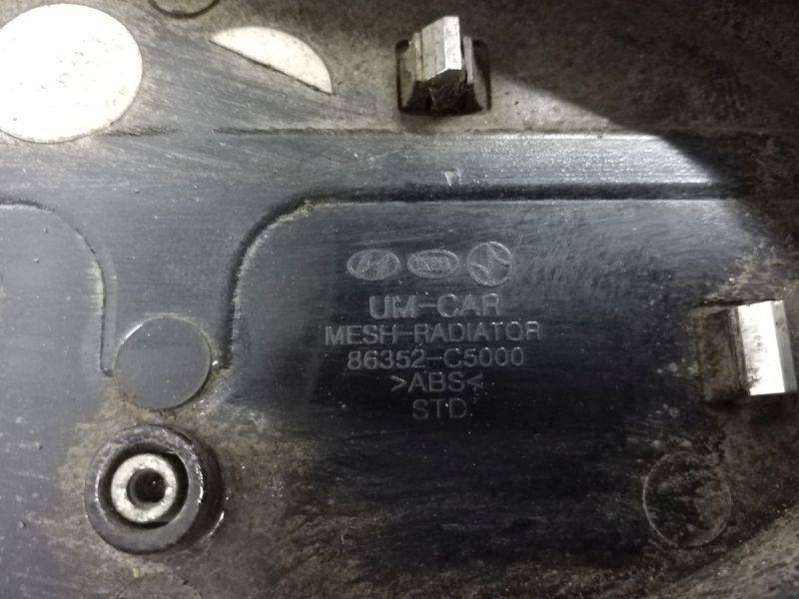 UM-CAR
MESH-RADIATOR
86352-C5000
>ABS<
STD